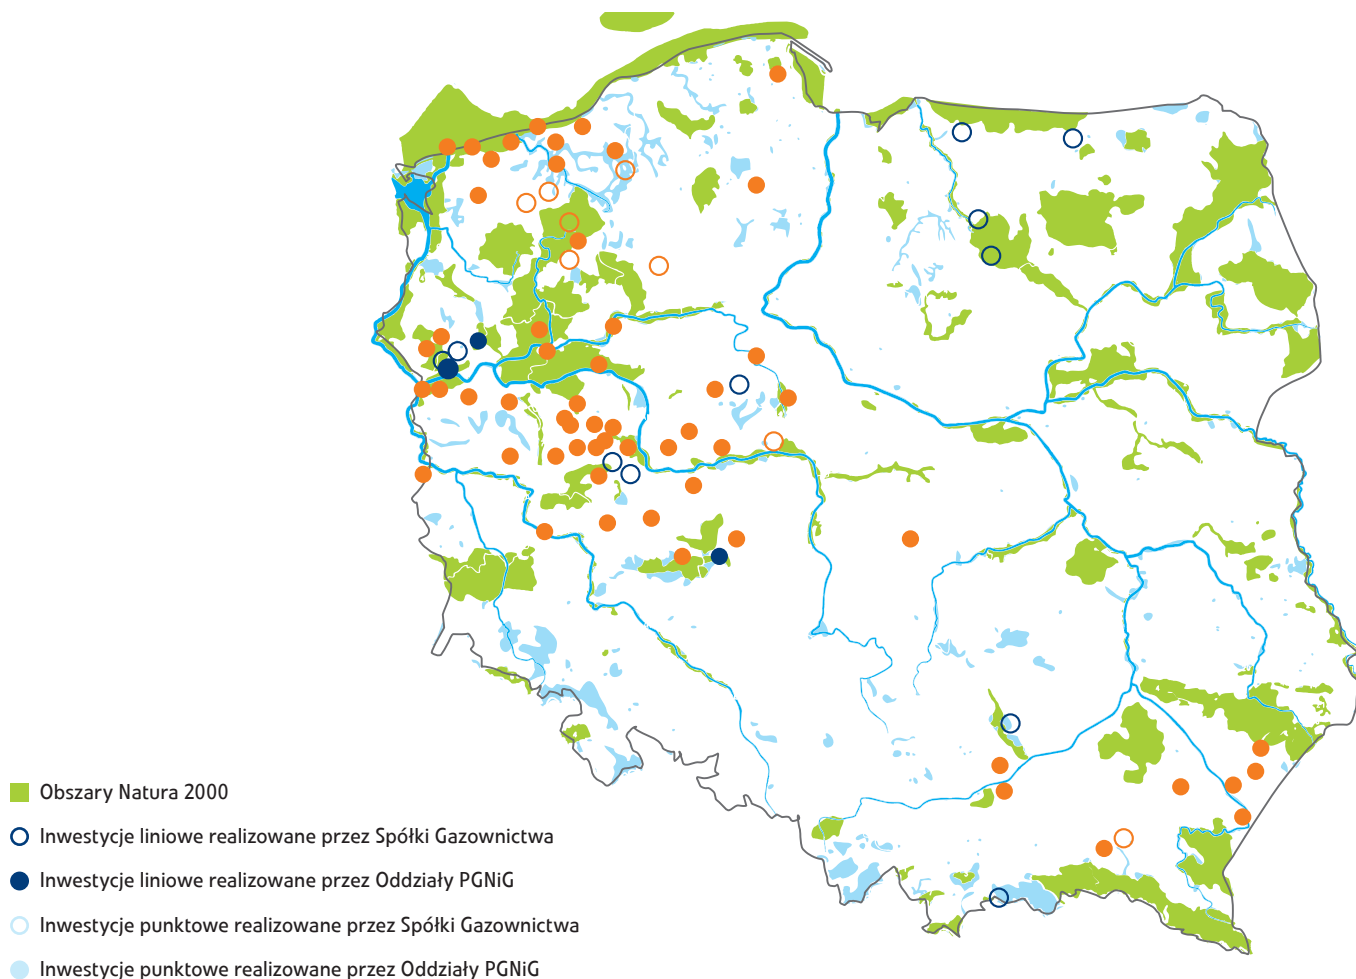 Obszary Natura 2000
Inwestycje liniowe realizowane przez Spółki Gazownictwa
Inwestycje liniowe realizowane przez Oddziały PGNiG
Inwestycje punktowe realizowane przez Spółki Gazownictwa
Inwestycje punktowe realizowane przez Oddziały PGNiG